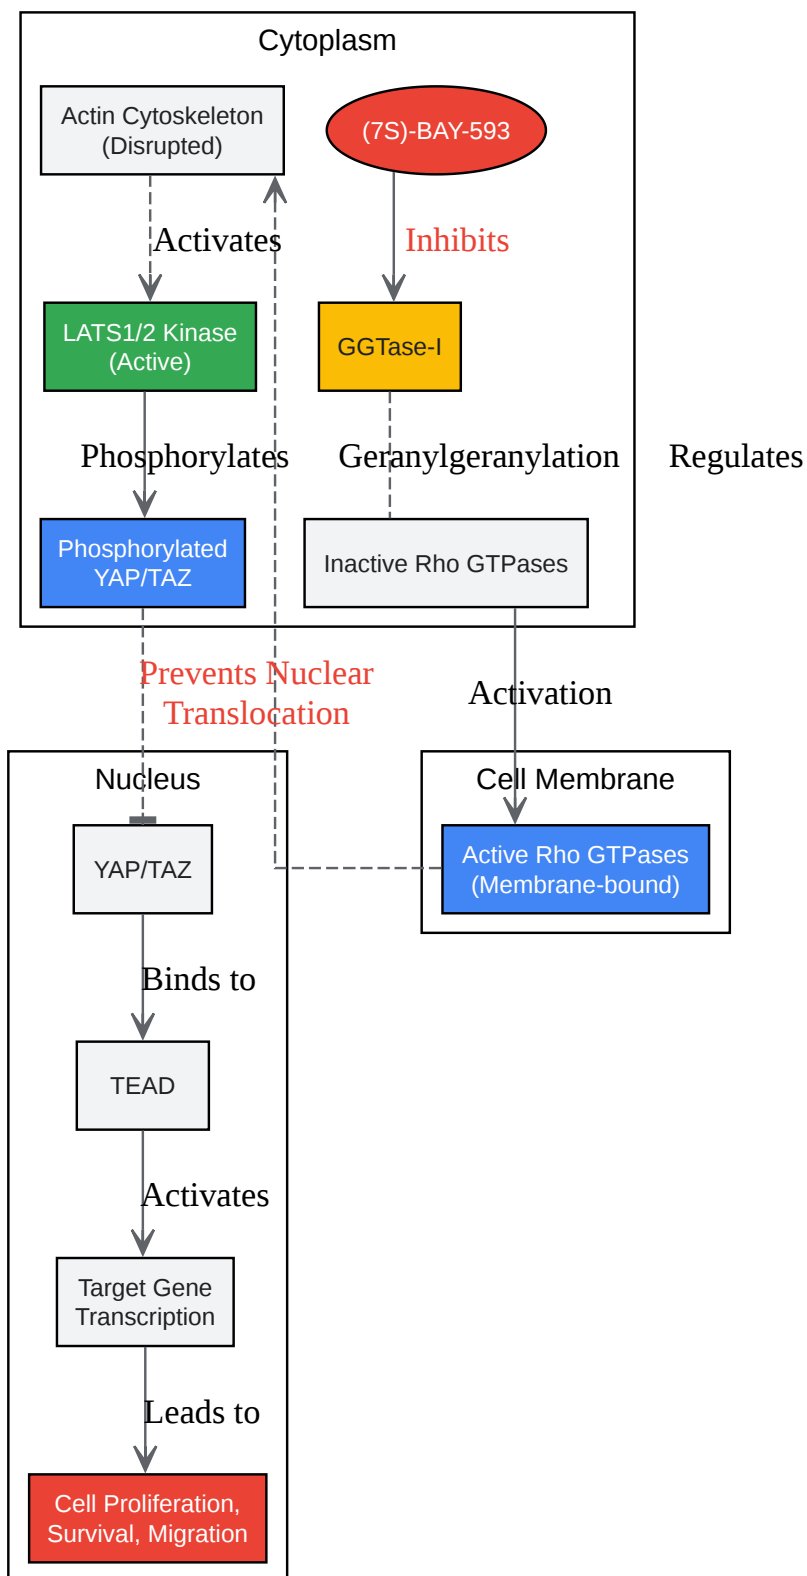 Cytoplasm
Actin Cytoskeleton
(Disrupted)
(7S)-BAY-593
Activates
Inhibits
LATS1/2 Kinase
(Active)
GGTase-I
Phosphorylates
Geranylgeranylation
Regulates
Phosphorylated
YAP/TAZ
Inactive Rho GTPases
Prevents Nuclear
Translocation
Activation
Nucleus
Cell Membrane
YAP/TAZ
Active Rho GTPases
(Membrane-bound)
Binds to
TEAD
Activates
Target Gene
Transcription
Leads to
Cell Proliferation,
Survival, Migration